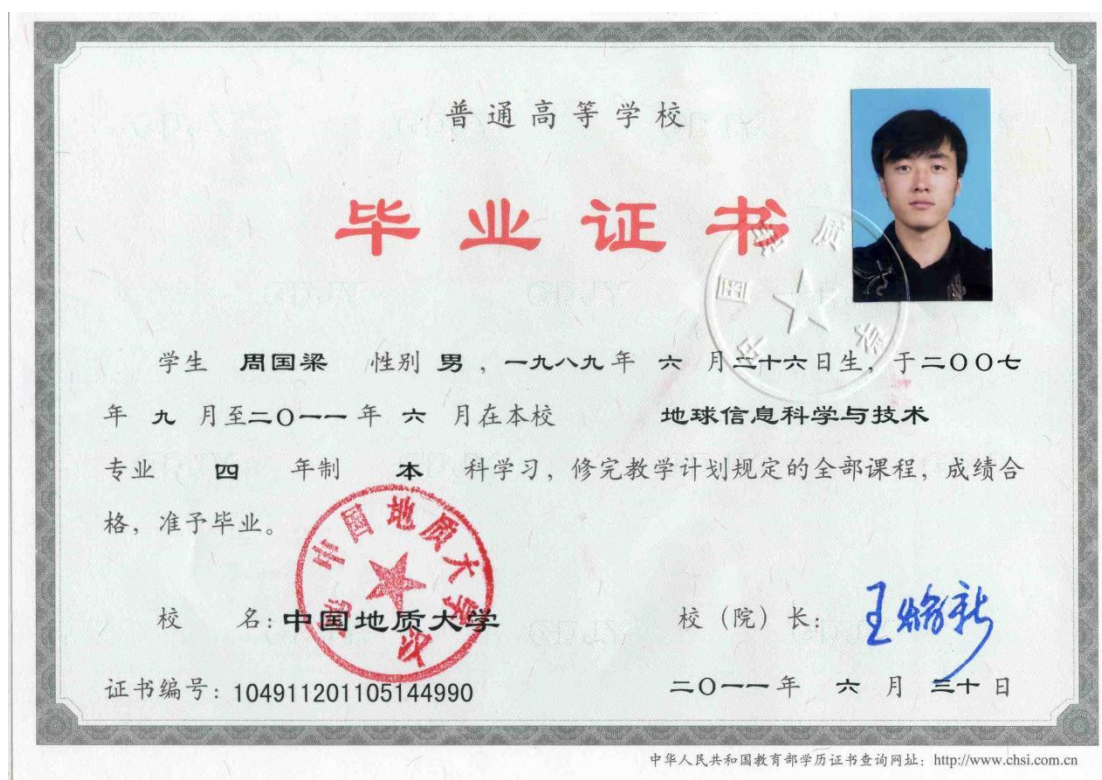 普通高等学校
毕业证书
学生 周国梁 性别 男，一九八九年 六 月二十六日生，于二〇〇七
年 九 月至二〇一一 年 六 月在本校 地球信息科学与技术
专业 四 年制 本 科学习，修完教学计划规定的全部课程，成绩合
格，准予毕业。
中国地质大学
校 名：中国地质大学 校（院）长：
证书编号：104911201105144990 二〇一一年 六 月 三十 日
中华人民共和国教育部学历证书查询网址：http://www.chsi.com.cn